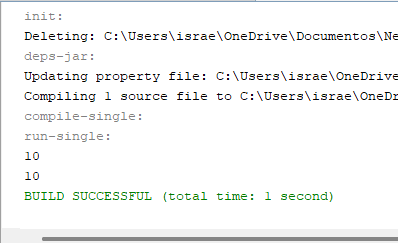 init:
Deleting: C:\Users\israe\OneDrive\Documentos\Ne
deps-jar:
Updating property file: C:\Users\israe\OneDrive
Compiling 1 source file to C:\Users\israe\OneDr
compile-single:
run-single:
10
10
BUILD SUCCESSFUL (total time: 1 second)